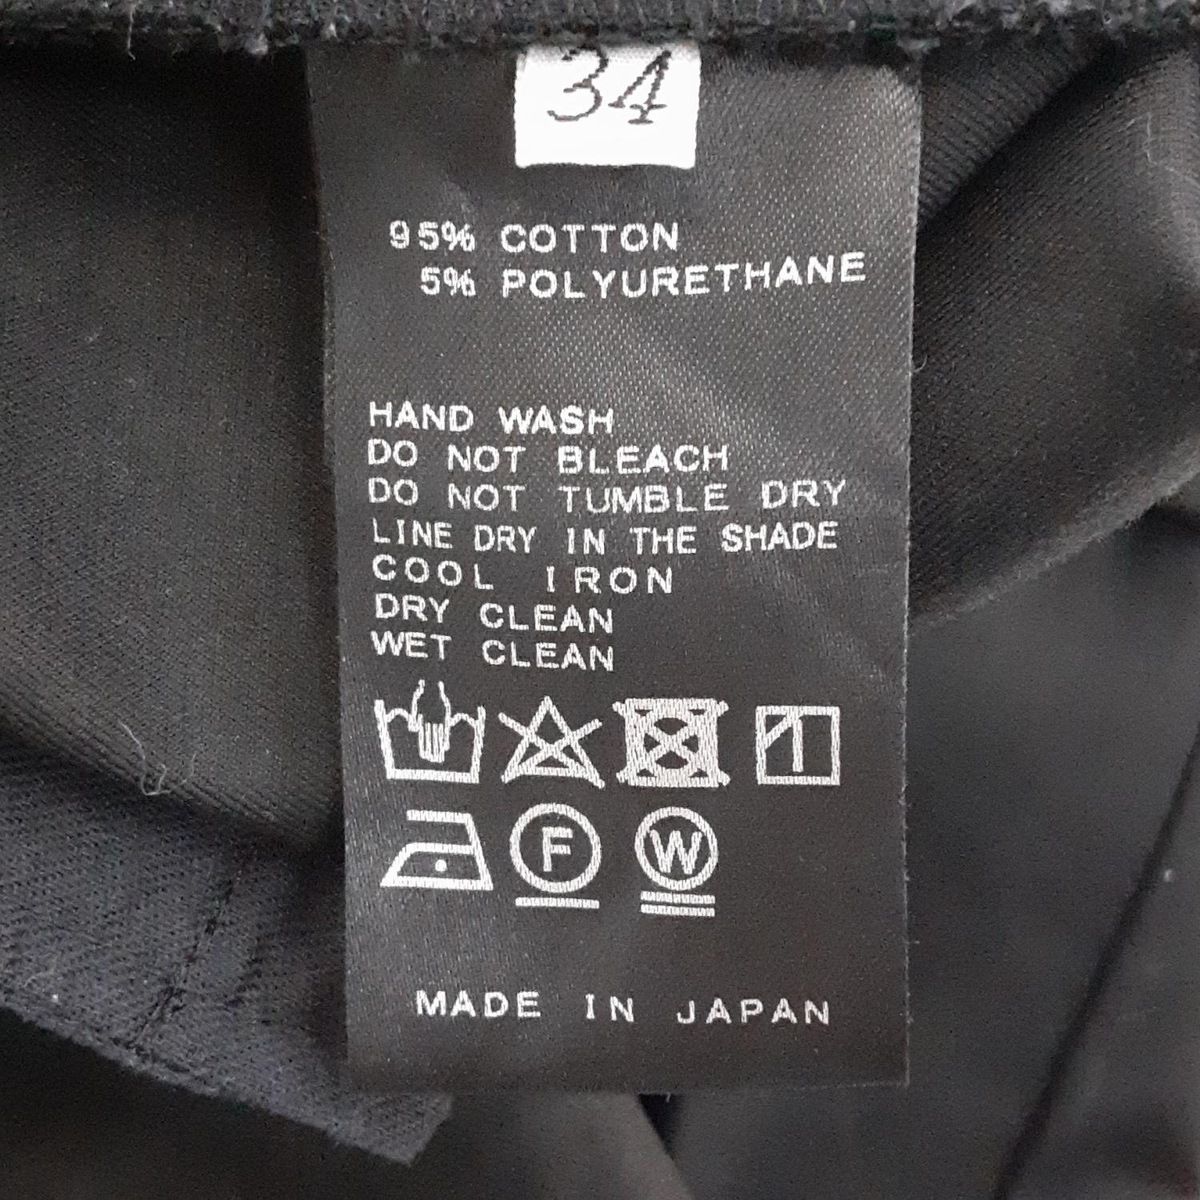 34
95% COTTON
5% POLYURETHANE
HAND WASH
DO NOT BLEACH
DO NOT TUMBLE DRY
LINE DRY IN THE SHADE
COOL IRON
DRY CLEAN
WET CLEAN
F W
MADE IN JAPAN